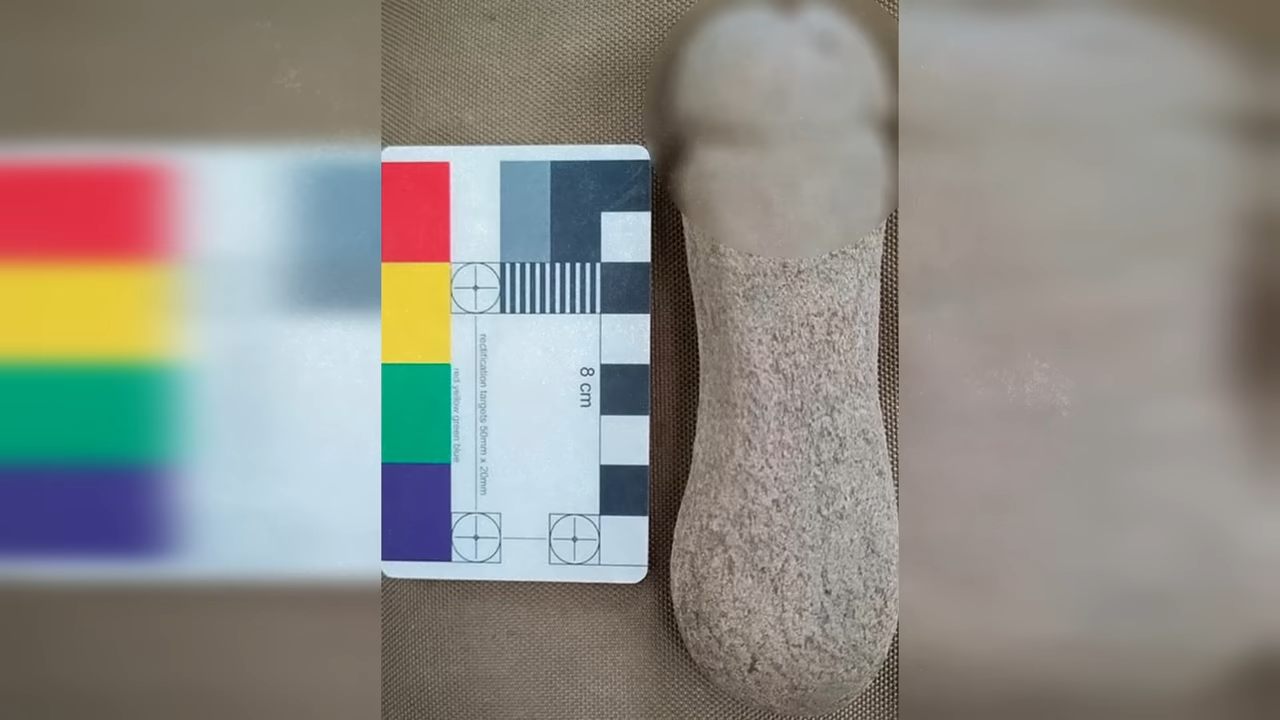 8 cm
rectification targets 50mm x 20mm
red yellow green blue